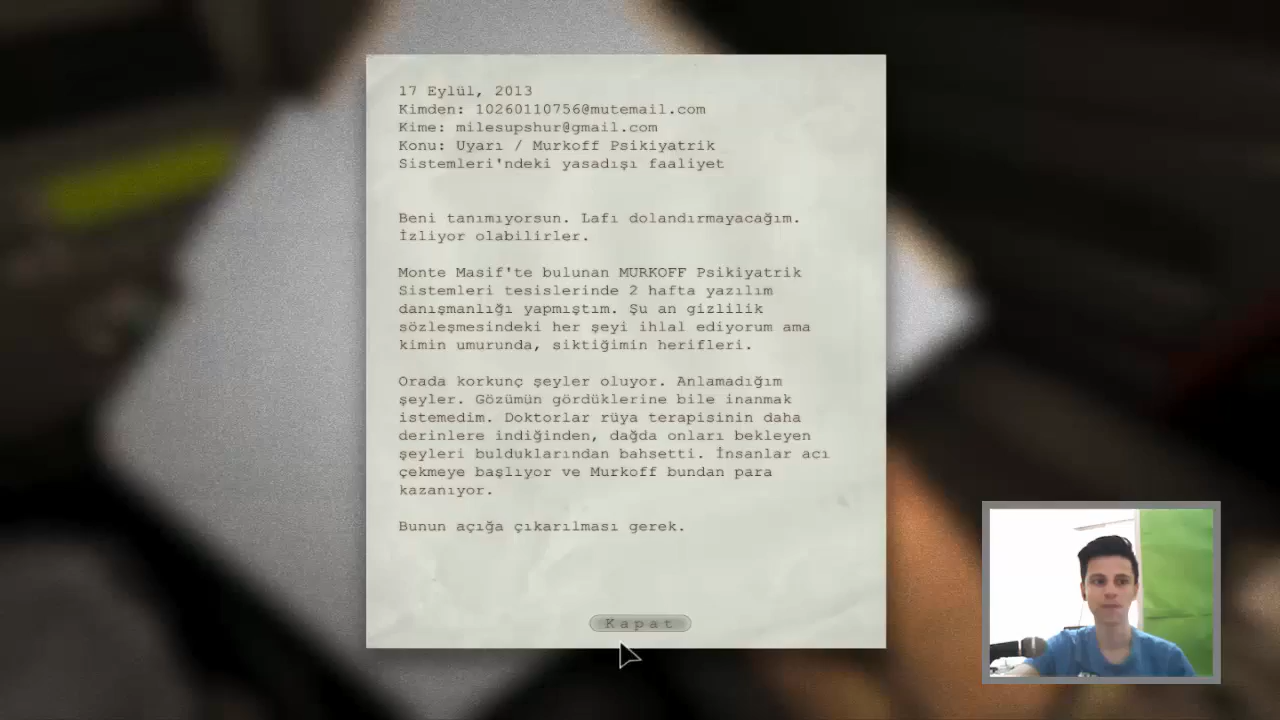 17 Eylül, 2013
Kimden: 10260110756@mutemail.com
Kime: milesupshur@gmail.com
Konu: Uyarı / Murkoff Psikiyatrik
Sistemleri'ndeki yasadışı faaliyet
Beni tanımıyorsun. Lafı dolandırmayacağım.
İzliyor olabilirler.
Monte Masif'te bulunan MURKOFF Psikiyatrik
Sistemleri tesislerinde 2 hafta yazılım
danışmanlığı yapmıştım. Şu an gizlilik
sözleşmesindeki her şeyi ihlal ediyorum ama
kimin umurunda, siktiğimin herifleri.
Orada korkunç şeyler oluyor. Anlamadığım
şeyler. Gözümün gördüklerine bile inanmak
istemedim. Doktorlar rüya terapisinin daha
derinlere indiğinden, dağda onları bekleyen
şeyleri bulduklarından bahsetti. İnsanlar acı
çekmeye başlıyor ve Murkoff bundan para
kazanıyor.
Bunun açığa çıkarılması gerek.
Kapat